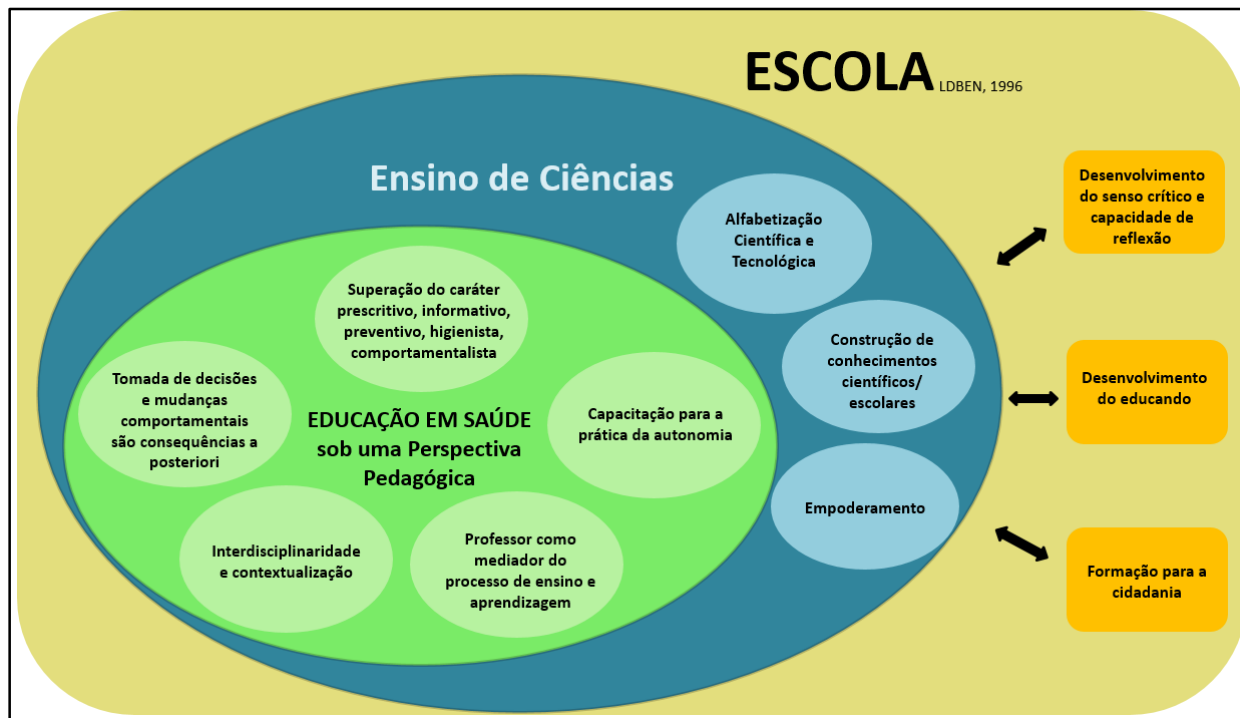 ESCOLA LDBEN, 1996
Ensino de Ciências
Alfabetização
Científica e
Tecnológica
Construção de
conhecimentos
científicos/
escolares
Empoderamento
Superação do caráter
prescritivo, informativo,
preventivo, higienista,
comportamentalista
Tomada de decisões
e mudanças
comportamentais
são consequências a
posteriori
EDUCAÇÃO EM SAÚDE
sob uma Perspectiva
Pedagógica
Capacitação para a
prática da autonomia
Interdisciplinaridade
e contextualização
Professor como
mediador do
processo de ensino e
aprendizagem
Desenvolvimento
do senso crítico e
capacidade de
reflexão
Desenvolvimento
do educando
Formação para a
cidadania